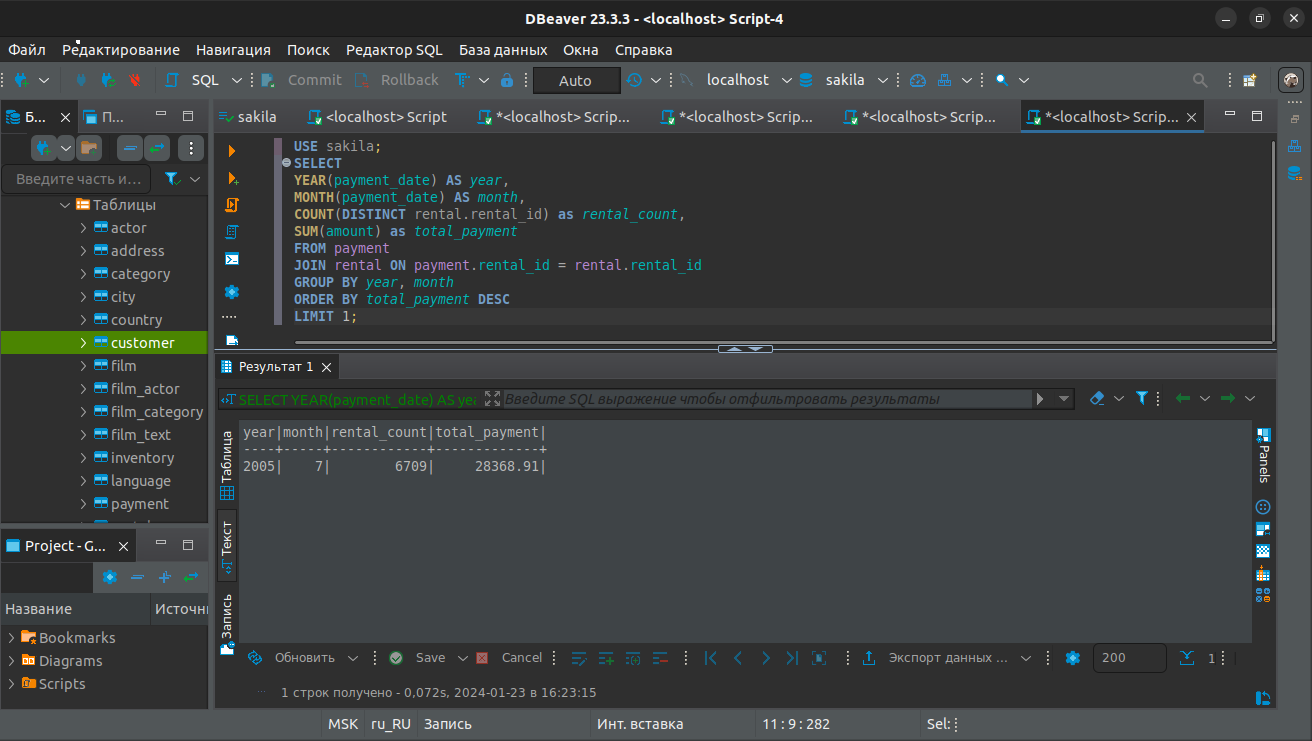 DBeaver 23.3.3 - <localhost> Script-4
Файл Редактирование Навигация Поиск Редактор SQL База данных Окна Справка
SQL Commit Rollback Auto localhost sakila
Б... П... sakila <localhost> Script *<localhost> Scrip... *<localhost> Scrip... *<localhost> Scrip... *<localhost> Scrip...
Введите часть и...
Таблицы
actor
address
category
city
country
customer
film
film_actor
film_category
film_text
inventory
language
payment
USE sakila;
SELECT
YEAR(payment_date) AS year,
MONTH(payment_date) AS month,
COUNT(DISTINCT rental.rental_id) as rental_count,
SUM(amount) as total_payment
FROM payment
JOIN rental ON payment.rental_id = rental.rental_id
GROUP BY year, month
ORDER BY total_payment DESC
LIMIT 1;
Результат 1
SELECT YEAR(payment_date) AS yea Введите SQL выражение чтобы отфильтровать результаты
Таблица
Текст
Запись
year|month|rental_count|total_payment|
----+-----+------------+-------------+
2005|    7|        6709|     28368.91|
Panels
Project - G...
Название Источн
Bookmarks
Diagrams
Scripts
Обновить Save Cancel Экспорт данных ... 200 1
1 строк получено - 0,072s, 2024-01-23 в 16:23:15
MSK ru_RU Запись Инт. вставка 11 : 9 : 282 Sel: